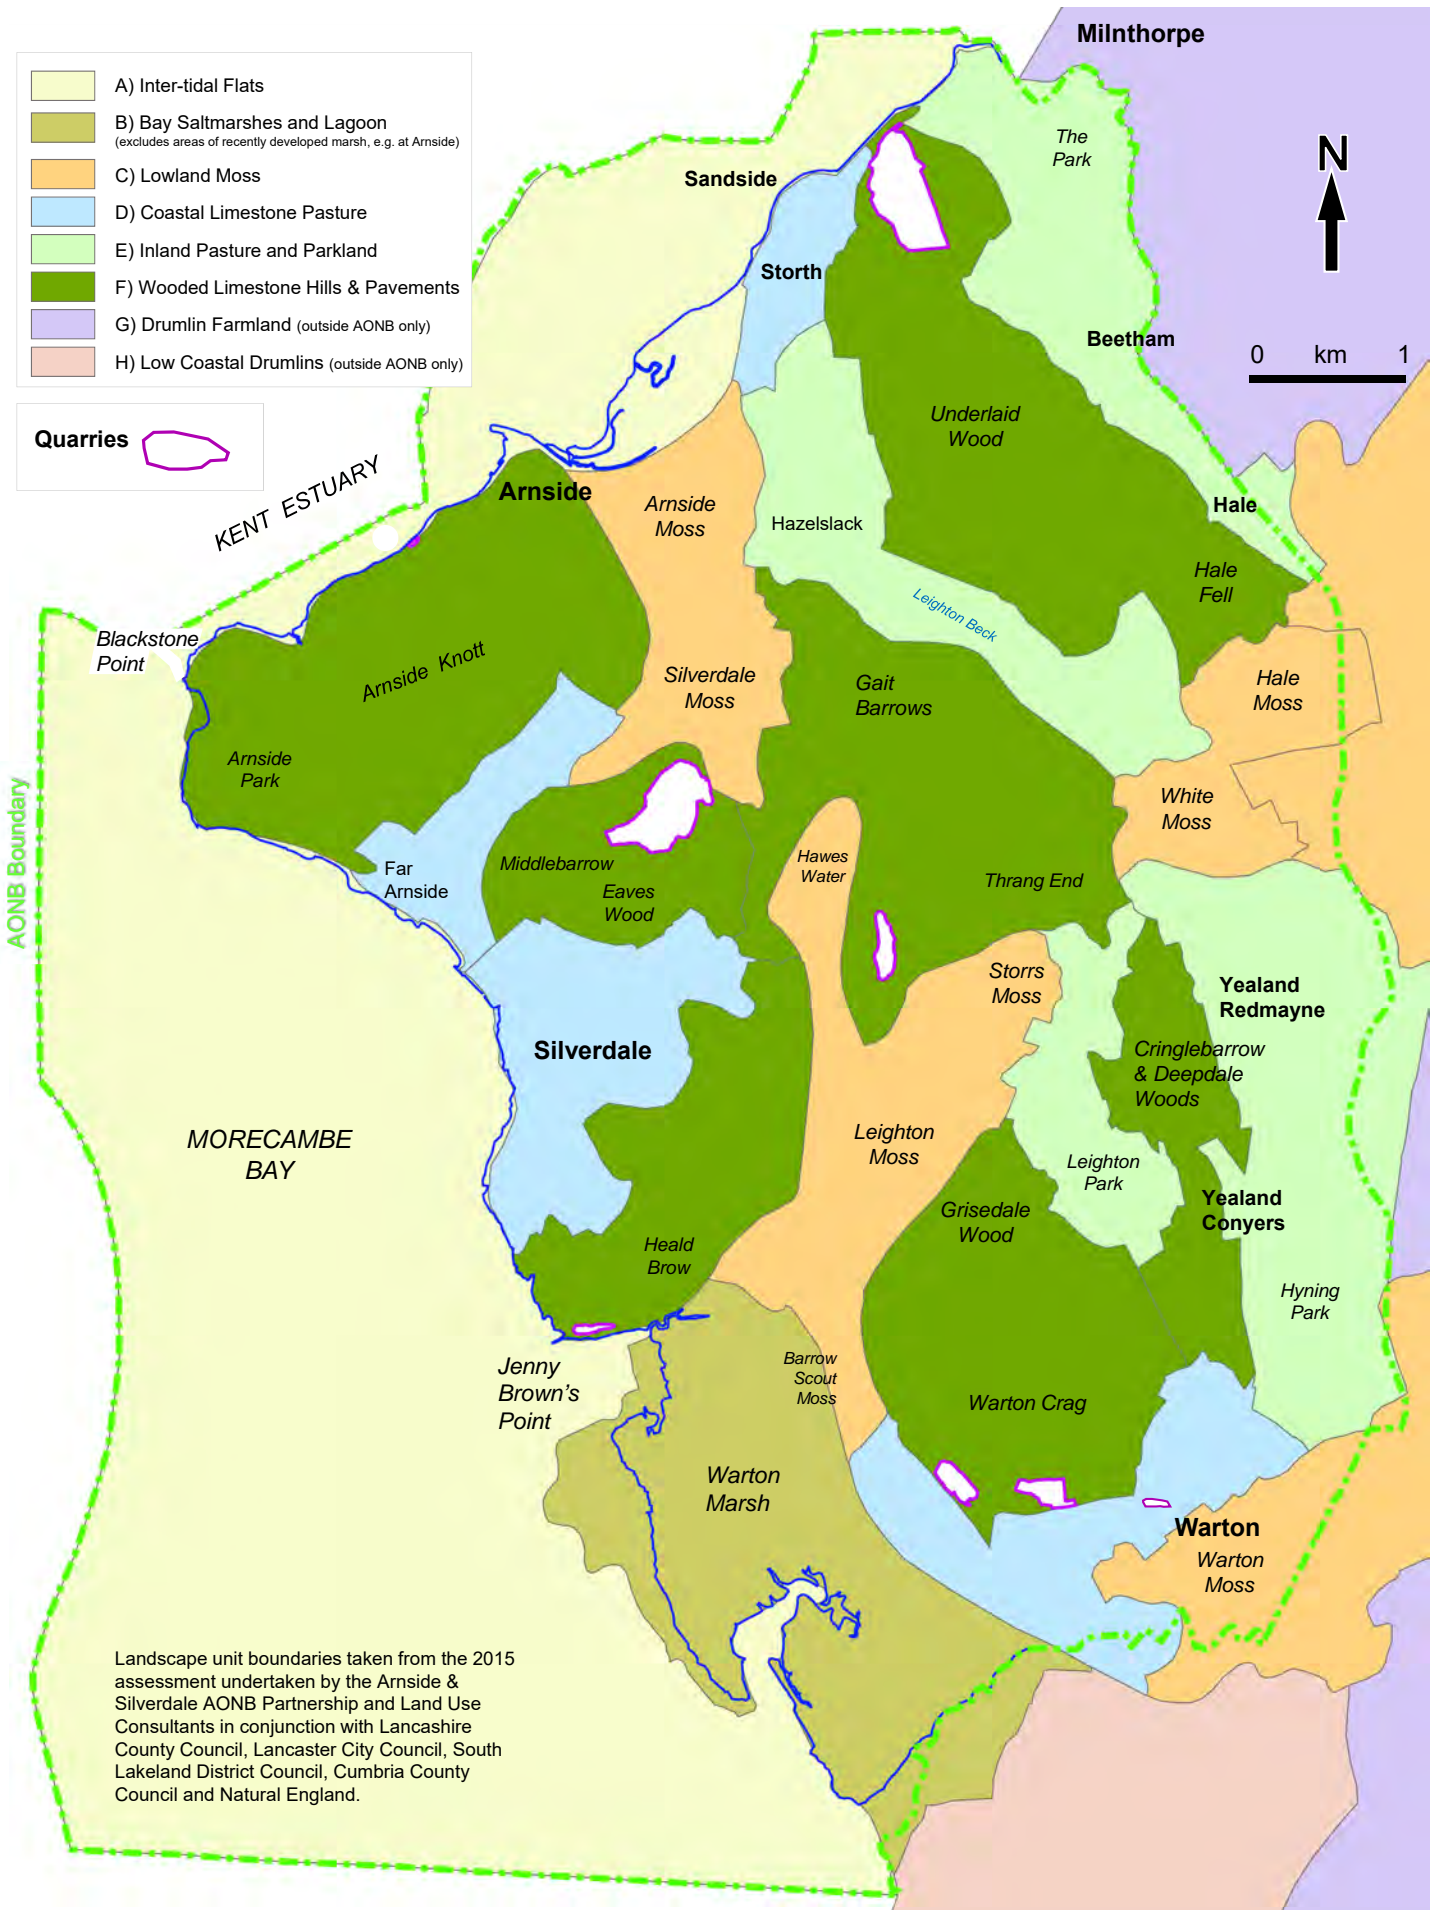 Milnthorpe
A) Inter-tidal Flats
B) Bay Saltmarshes and Lagoon
(excludes areas of recently developed marsh, e.g. at Arnside)
C) Lowland Moss
D) Coastal Limestone Pasture
E) Inland Pasture and Parkland
F) Wooded Limestone Hills & Pavements
G) Drumlin Farmland (outside AONB only)
H) Low Coastal Drumlins (outside AONB only)
Quarries
The
Park
N
Sandside
Storth
Beetham
0 km 1
Underlaid
Wood
KENT ESTUARY
Arnside
Arnside
Moss
Hazelslack
Hale
Hale
Fell
Leighton Beck
Blackstone
Point
Arnside Knott
Silverdale
Moss
Gait
Barrows
Hale
Moss
Arnside
Park
White
Moss
AONB Boundary
Far
Arnside
Middlebarrow
Eaves
Wood
Hawes
Water
Thrang End
Storrs
Moss
Yealand
Redmayne
Silverdale
Cringlebarrow
& Deepdale
Woods
MORECAMBE
BAY
Leighton
Moss
Leighton
Park
Grisedale
Wood
Yealand
Conyers
Heald
Brow
Hyning
Park
Jenny
Brown's
Point
Barrow
Scout
Moss
Warton Crag
Warton
Marsh
Warton
Warton
Moss
Landscape unit boundaries taken from the 2015
assessment undertaken by the Arnside &
Silverdale AONB Partnership and Land Use
Consultants in conjunction with Lancashire
County Council, Lancaster City Council, South
Lakeland District Council, Cumbria County
Council and Natural England.